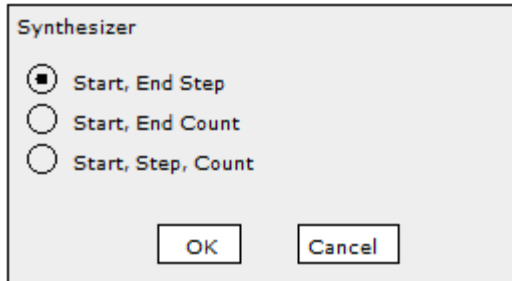 Synthesizer
Start, End Step
Start, End Count
Start, Step, Count
OK Cancel